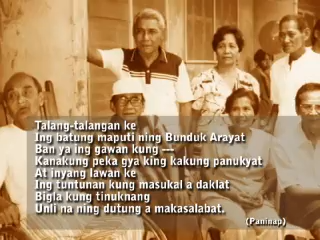 Talang-talangan ke
Ing batung maputi ning Bunduk Arayat
Ban ya ing gawan kung ---
Kanakung peka gya king kakung panukyat
At inyang lawan ke
Ing tuntunan kung masukal a daklat
Bigla kung tinuknang
Uili na ning dutung a makasalabat.
(Paninap)